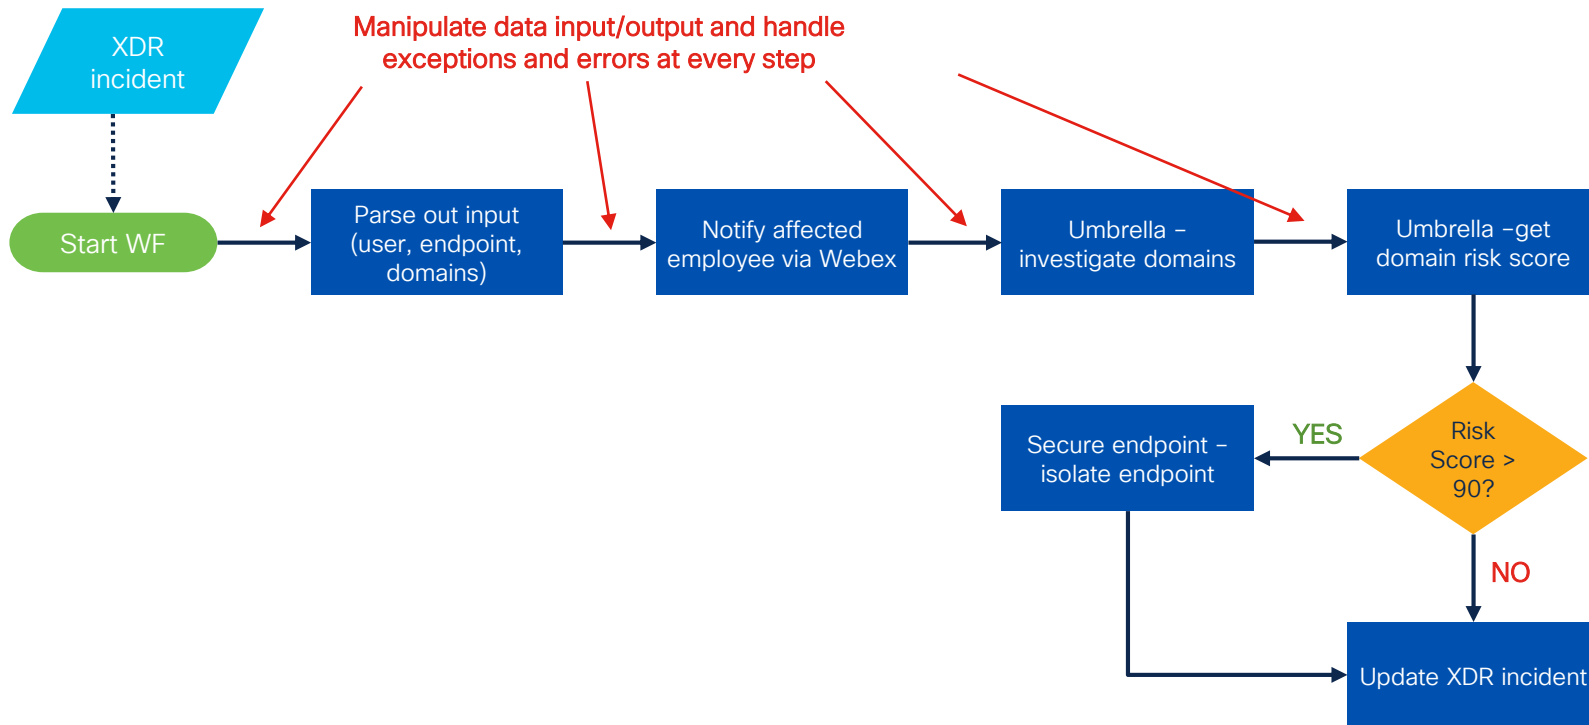 XDR
incident
Manipulate data input/output and handle
exceptions and errors at every step
Start WF
Parse out input
(user, endpoint,
domains)
Notify affected
employee via Webex
Umbrella –
investigate domains
Umbrella –get
domain risk score
Secure endpoint –
isolate endpoint
YES
Risk
Score >
90?
NO
Update XDR incident